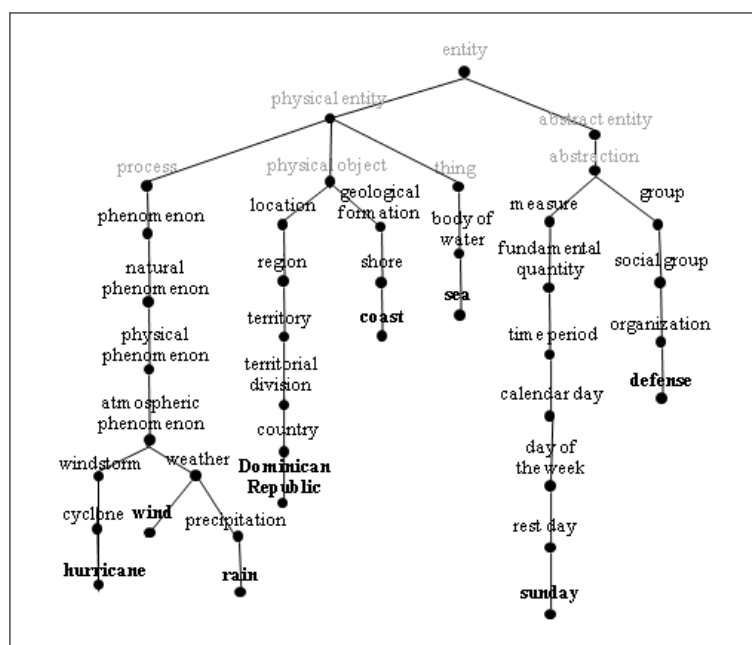 entity
physical entity
abstract entity
abstraction
process
physical object
thing
phenomenon
location
geological
formation
body of
water
measure
group
natural
phenomenon
region
shore
sea
fundamental
quantity
social group
physical
phenomenon
territory
coast
time period
organization
atmospheric
phenomenon
territorial
division
calendar day
defense
country
windstorm
weather
Dominican
Republic
day of
the week
cyclone
wind
precipitation
rest day
hurricane
rain
sunday